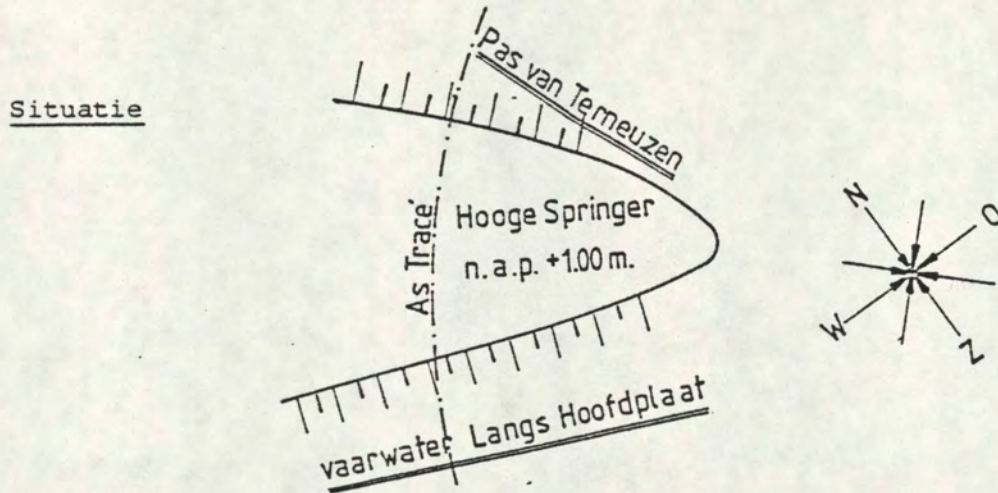 Situatie
Pas van Terneuzen
As Tracé
Hooge Springer
n.a.p. +1.00 m.
vaarwater Langs Hoofdplaat
N
O
W
Z